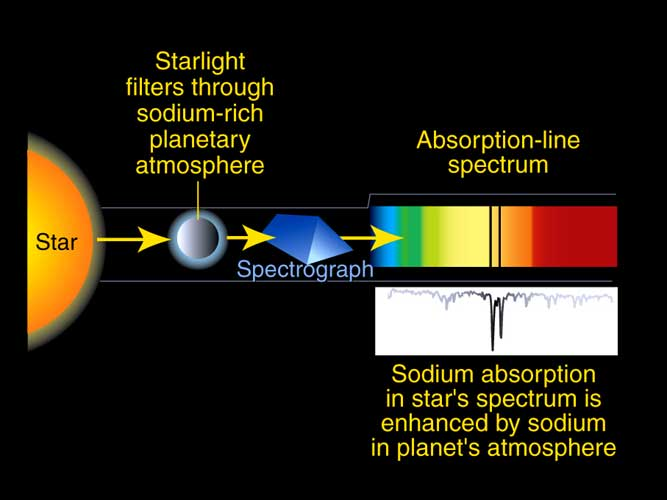 Starlight
filters through
sodium-rich
planetary
atmosphere
Absorption-line
spectrum
Star
Spectrograph
Sodium absorption
in star's spectrum is
enhanced by sodium
in planet's atmosphere